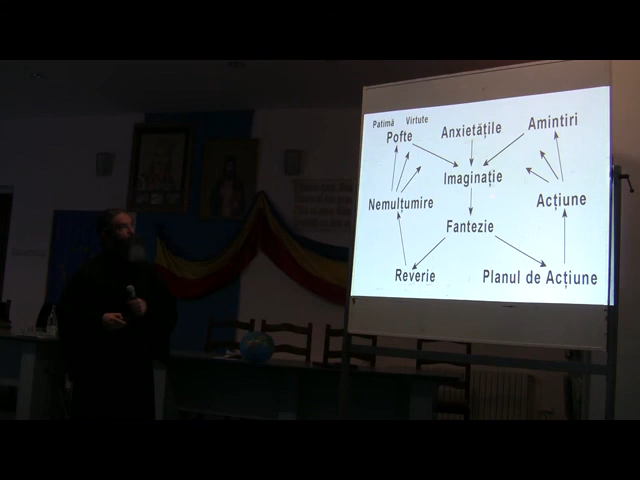 Patimă Virtute
Pofte Anxietățile Amintiri
Imaginație
Nemulțumire Acțiune
Fantezie
Reverie Planul de Acțiune